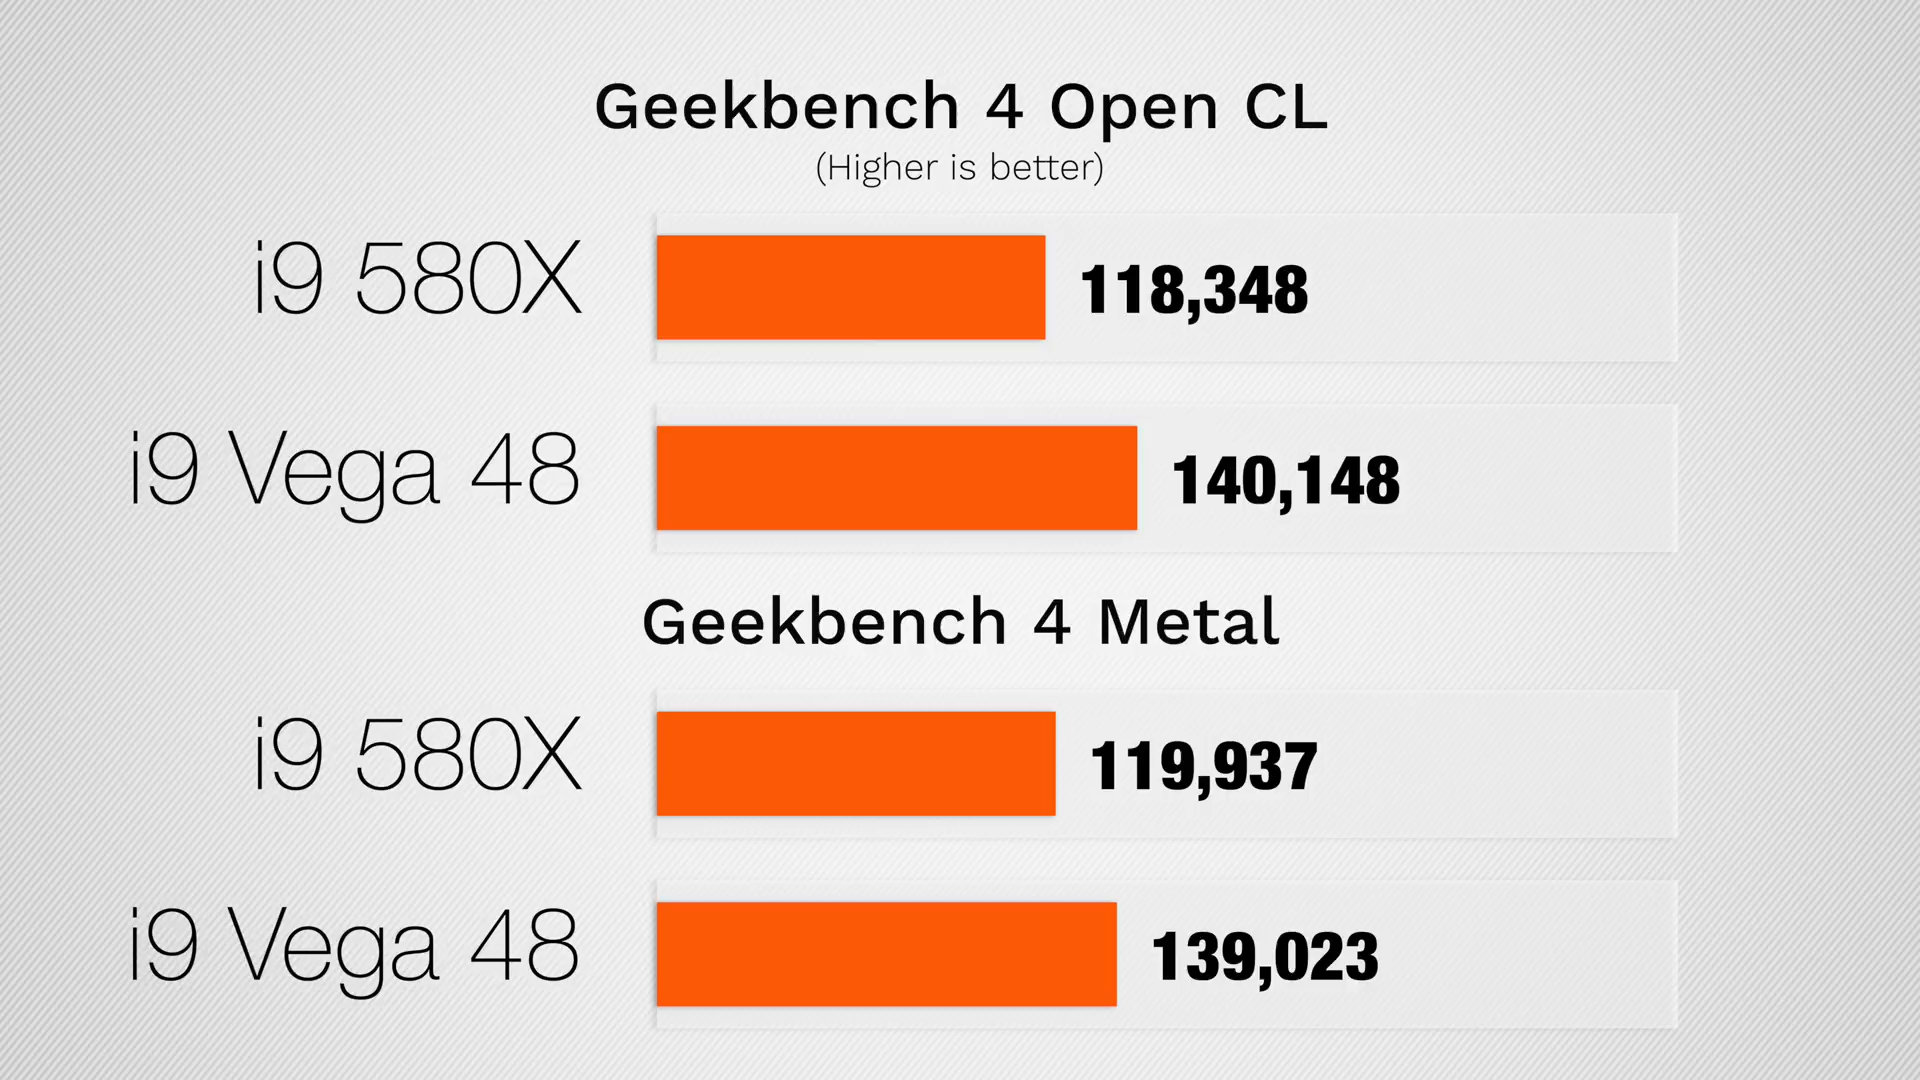 Geekbench 4 Open CL
(Higher is better)
i9 580X 118,348
i9 Vega 48 140,148
Geekbench 4 Metal
i9 580X 119,937
i9 Vega 48 139,023